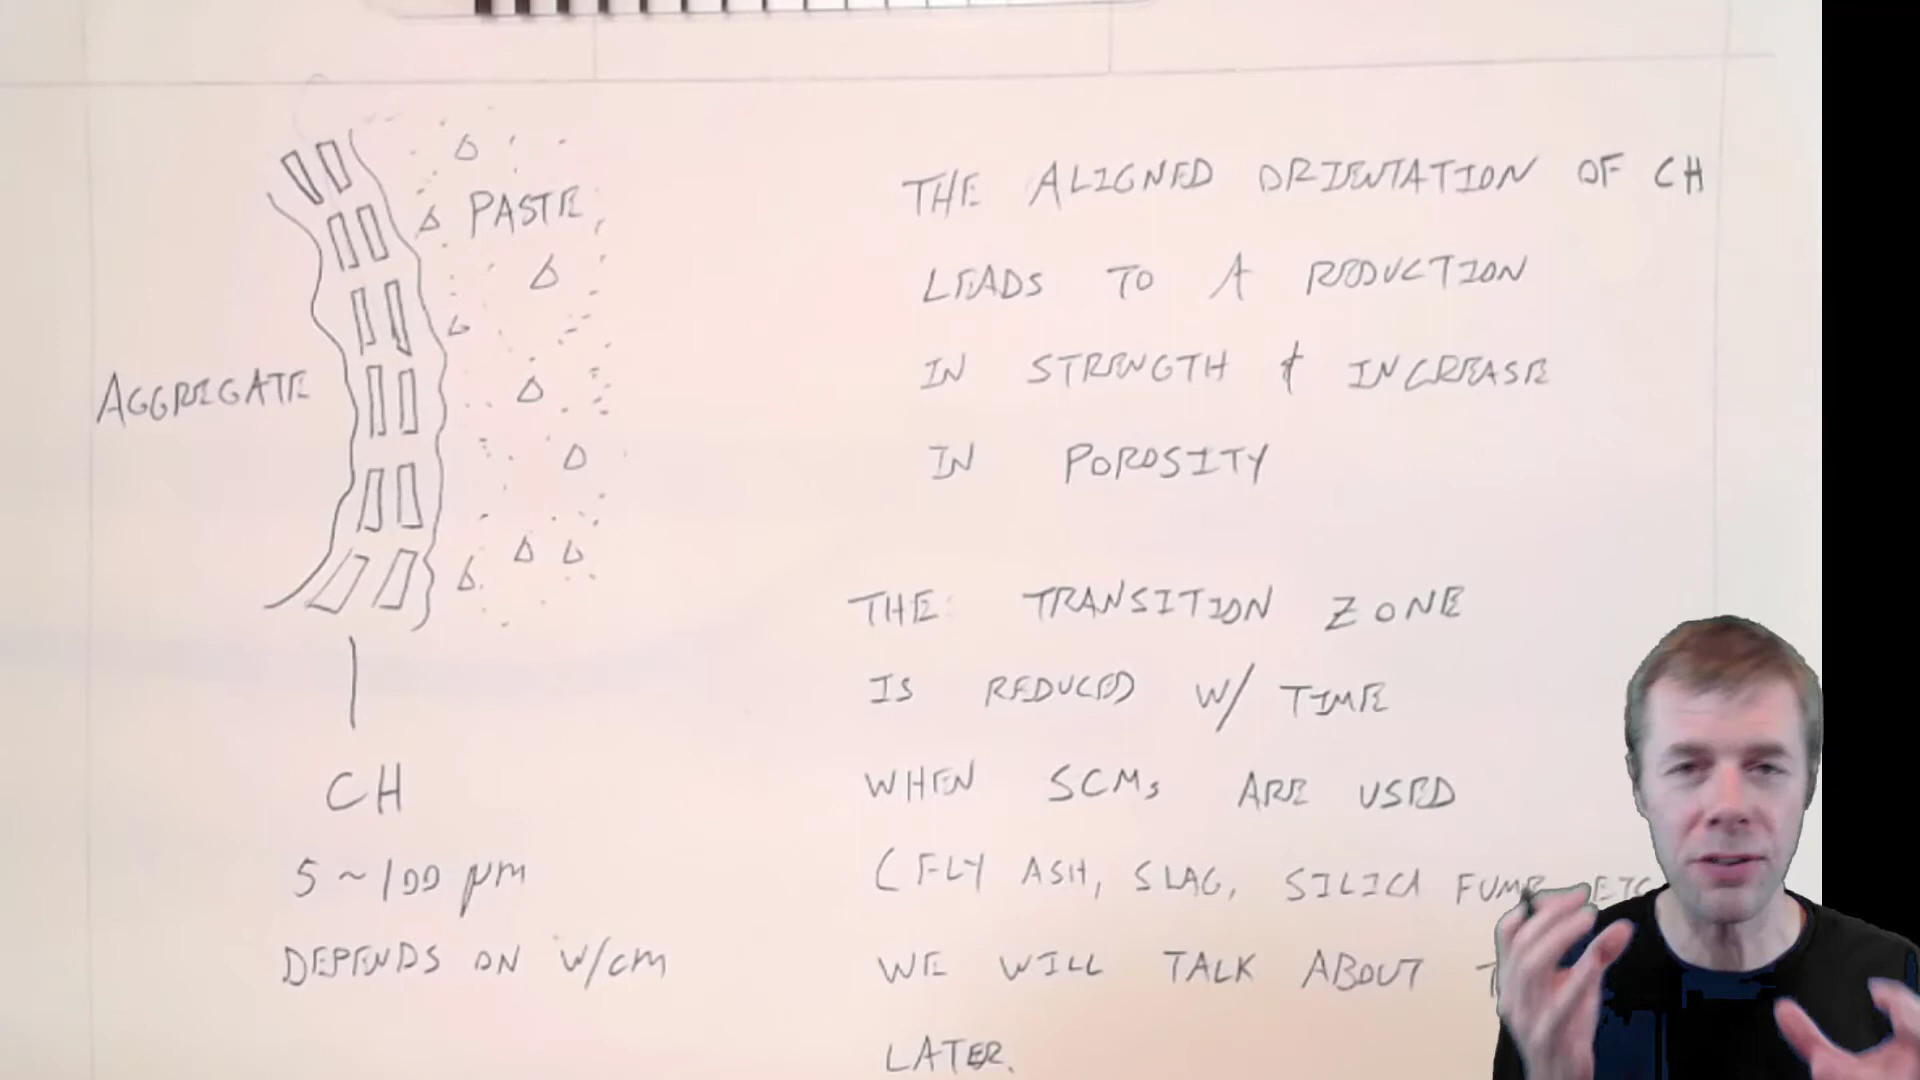 PASTE
AGGREGATE
CH
5 ~ 100 µm
DEPENDS ON W/CM
THE ALIGNED ORIENTATION OF CH
LEADS TO A REDUCTION
IN STRENGTH & INCREASE
IN POROSITY
THE TRANSITION ZONE
IS REDUCED W/ TIME
WHEN SCMs ARE USED
(FLY ASH, SLAG, SILICA FUME ETC
WE WILL TALK ABOUT
LATER.